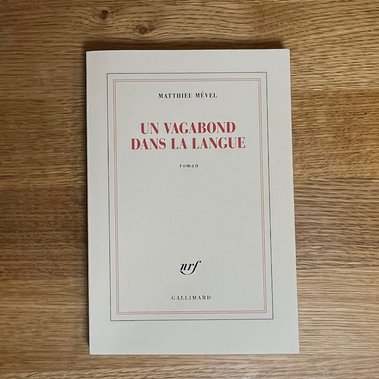 MATTHIEU MÉVEL
UN VAGABOND
DANS LA LANGUE
roman
nrf
GALLIMARD